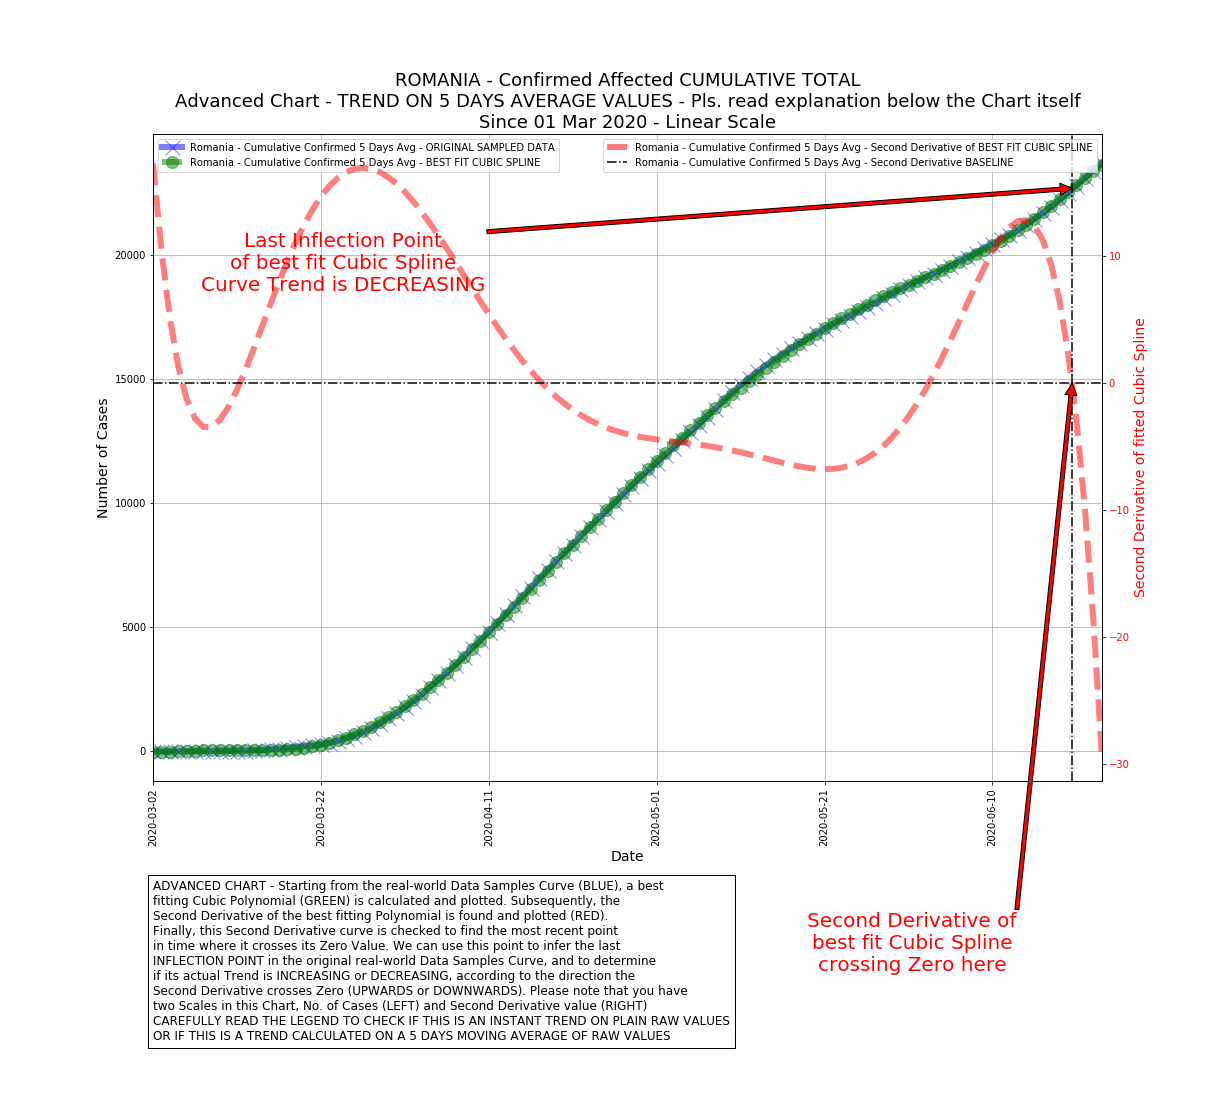 ROMANIA - Confirmed Affected CUMULATIVE TOTAL
Advanced Chart - TREND ON 5 DAYS AVERAGE VALUES - Pls. read explanation below the Chart itself
Since 01 Mar 2020 - Linear Scale
Romania - Cumulative Confirmed 5 Days Avg - ORIGINAL SAMPLED DATA
Romania - Cumulative Confirmed 5 Days Avg - BEST FIT CUBIC SPLINE
Romania - Cumulative Confirmed 5 Days Avg - Second Derivative of BEST FIT CUBIC SPLINE
Romania - Cumulative Confirmed 5 Days Avg - Second Derivative BASELINE
Last Inflection Point
of best fit Cubic Spline
Curve Trend is DECREASING
Number of Cases
20000
15000
10000
5000
0
10
0
−10
−20
−30
Second Derivative of fitted Cubic Spline
2020-03-02
2020-03-22
2020-04-11
2020-05-01
2020-05-21
2020-06-10
Date
ADVANCED CHART - Starting from the real-world Data Samples Curve (BLUE), a best
fitting Cubic Polynomial (GREEN) is calculated and plotted. Subsequently, the
Second Derivative of the best fitting Polynomial is found and plotted (RED).
Finally, this Second Derivative curve is checked to find the most recent point
in time where it crosses its Zero Value. We can use this point to infer the last
INFLECTION POINT in the original real-world Data Samples Curve, and to determine
if its actual Trend is INCREASING or DECREASING, according to the direction the
Second Derivative crosses Zero (UPWARDS or DOWNWARDS). Please note that you have
two Scales in this Chart, No. of Cases (LEFT) and Second Derivative value (RIGHT)
CAREFULLY READ THE LEGEND TO CHECK IF THIS IS AN INSTANT TREND ON PLAIN RAW VALUES
OR IF THIS IS A TREND CALCULATED ON A 5 DAYS MOVING AVERAGE OF RAW VALUES
Second Derivative of
best fit Cubic Spline
crossing Zero here